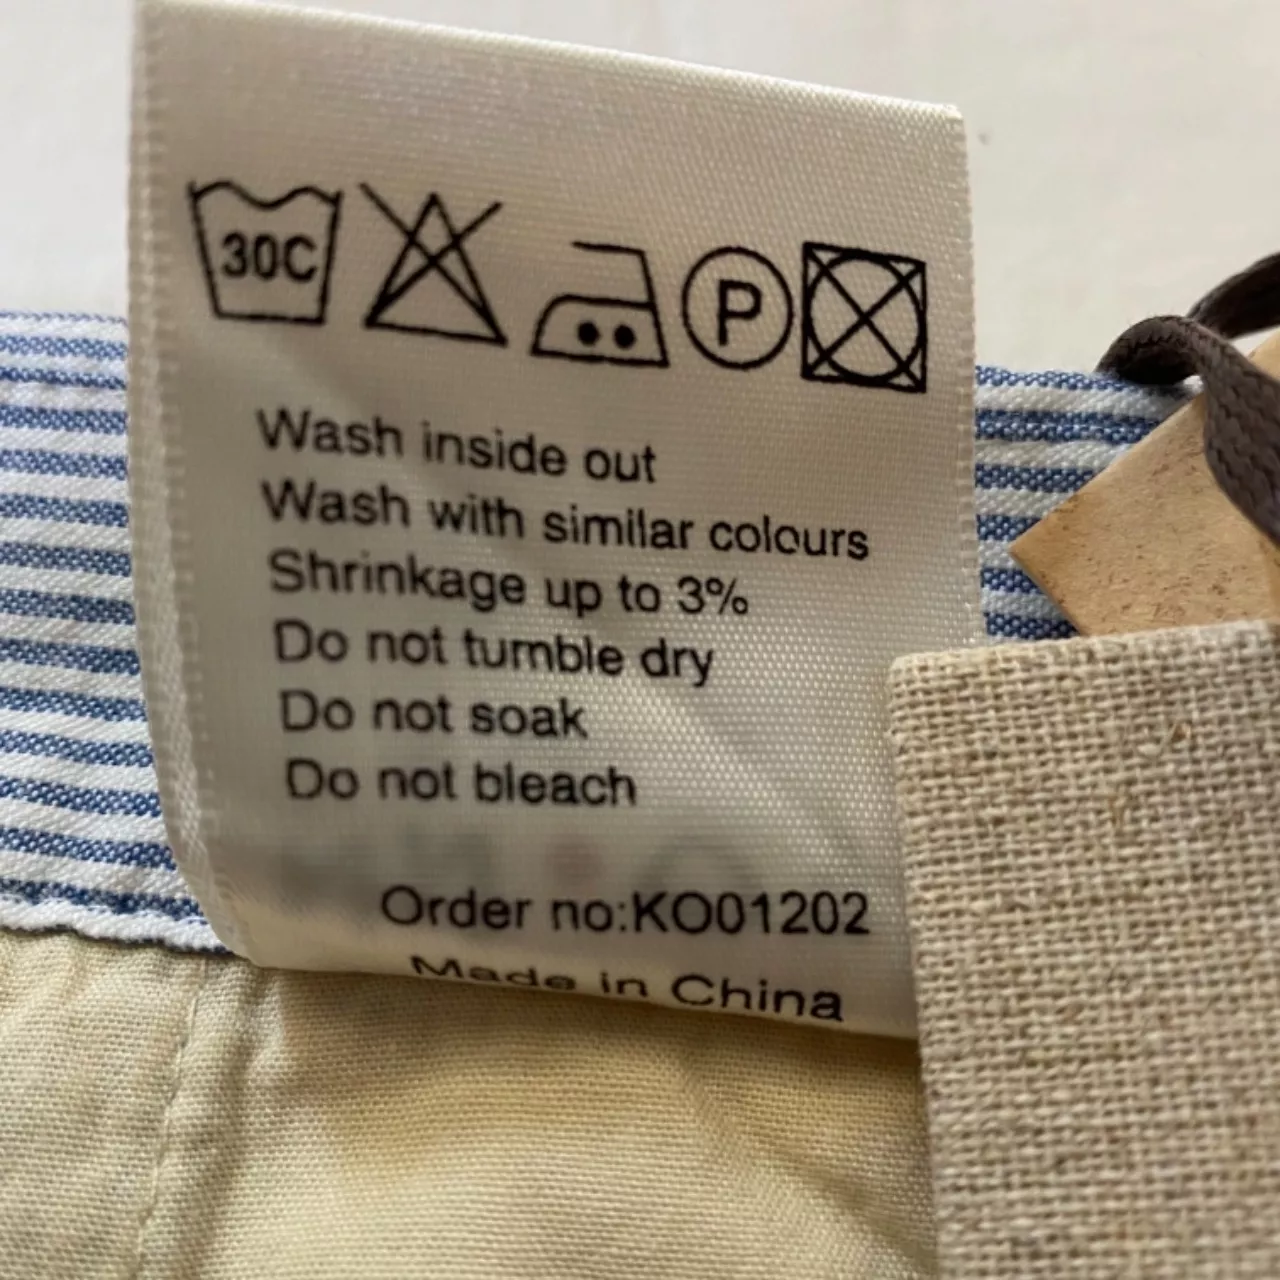 30C P
Wash inside out
Wash with similar colours
Shrinkage up to 3%
Do not tumble dry
Do not soak
Do not bleach
Order no:KO01202
Made in China